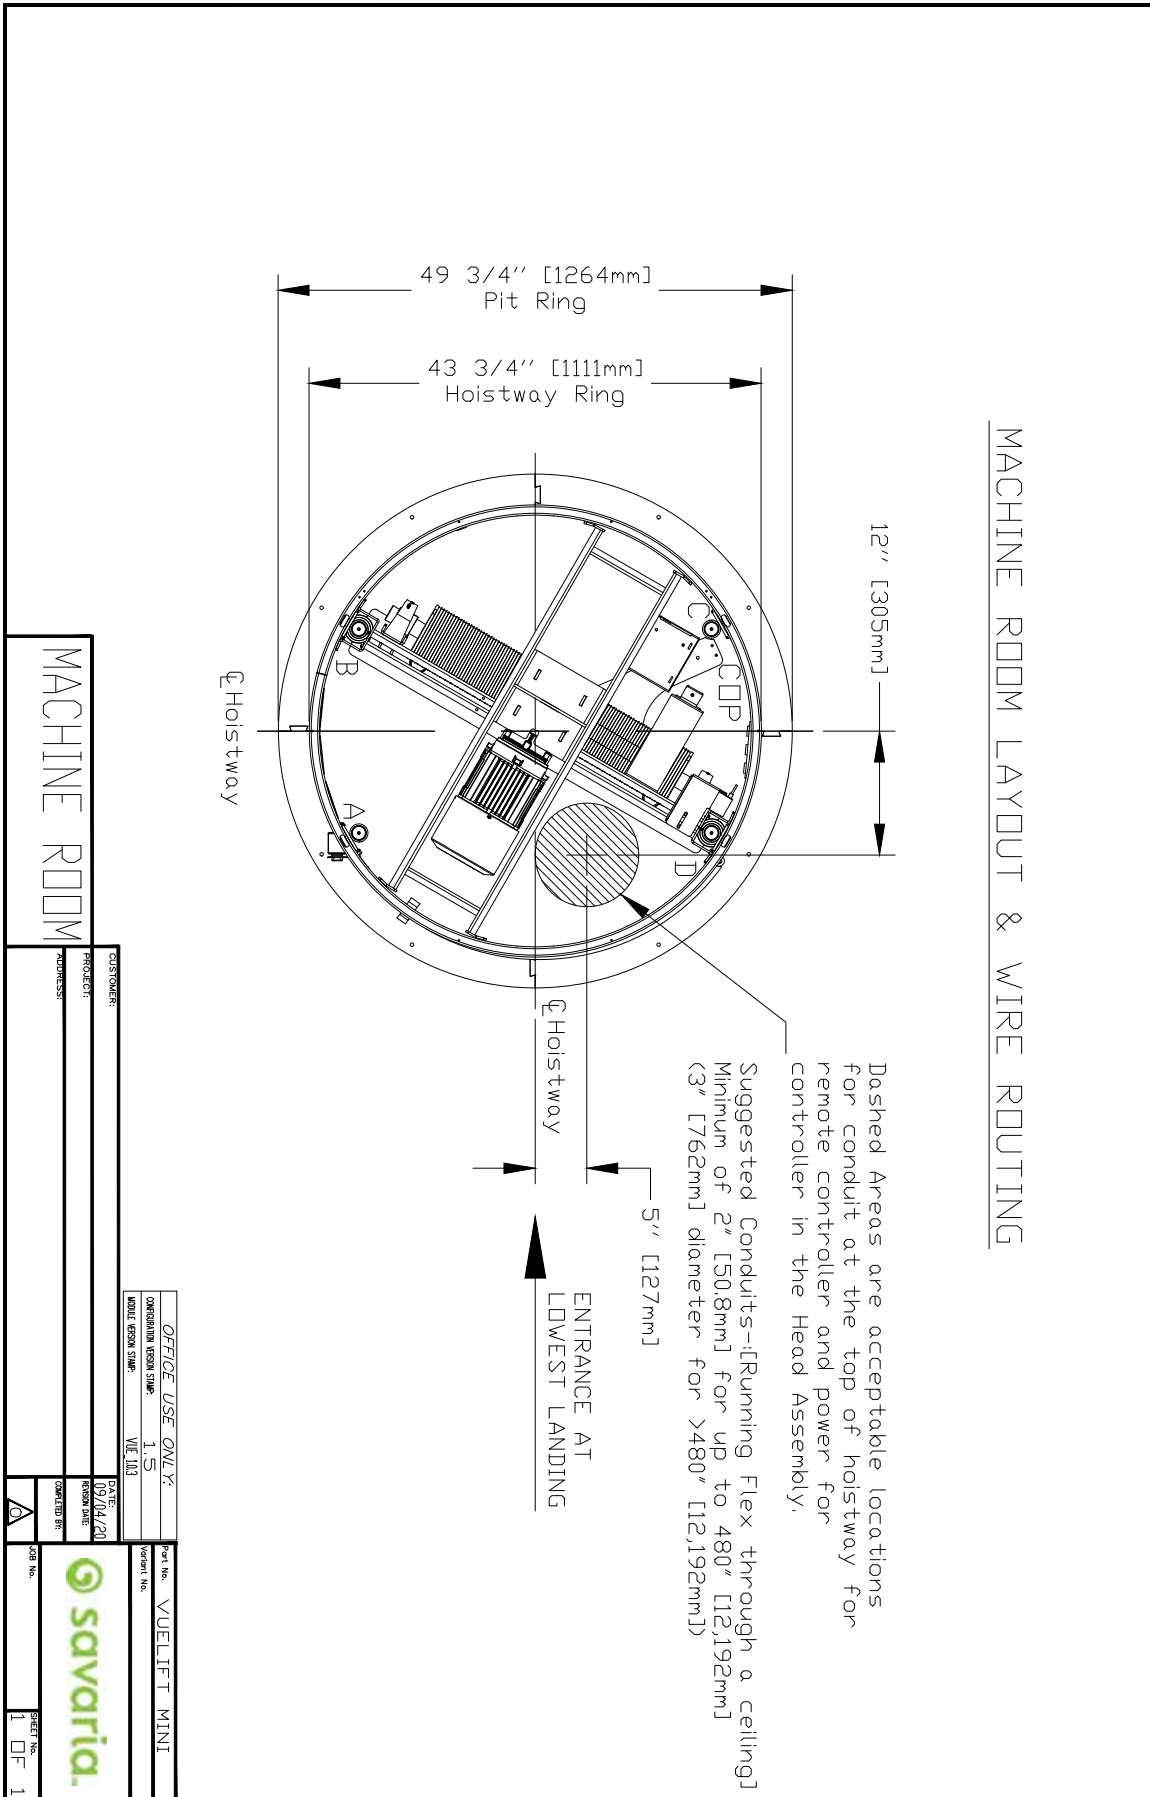 MACHINE ROOM LAYOUT & WIRE ROUTING
49 3/4'' [1264mm]
Pit Ring
43 3/4'' [1111mm]
Hoistway Ring
12'' [305mm]
Dashed Areas are acceptable locations
for conduit at the top of hoistway for
remote controller and power for
controller in the Head Assembly.
Suggested Conduits-:[Running Flex through a ceiling]
Minimum of 2" [50.8mm] for up to 480" [12,192mm]
(3" [762mm] diameter for >480" [12,192mm])
C
COP
B
A
D
℄ Hoistway
℄ Hoistway
5'' [127mm]
ENTRANCE AT
LOWEST LANDING
MACHINE ROOM
CUSTOMER:
PROJECT:
ADDRESS:
OFFICE USE ONLY:
CONFIGURATION VERSION STAMP: 1.5
MODULE VERSION STAMP: VUE 1.0.3
DATE:
09/04/20
REVISION DATE:
COMPLETED BY:
0
Part No. VUELIFT MINI
Variant No.
savaria.
JOB No.
SHEET No.
1 OF 1